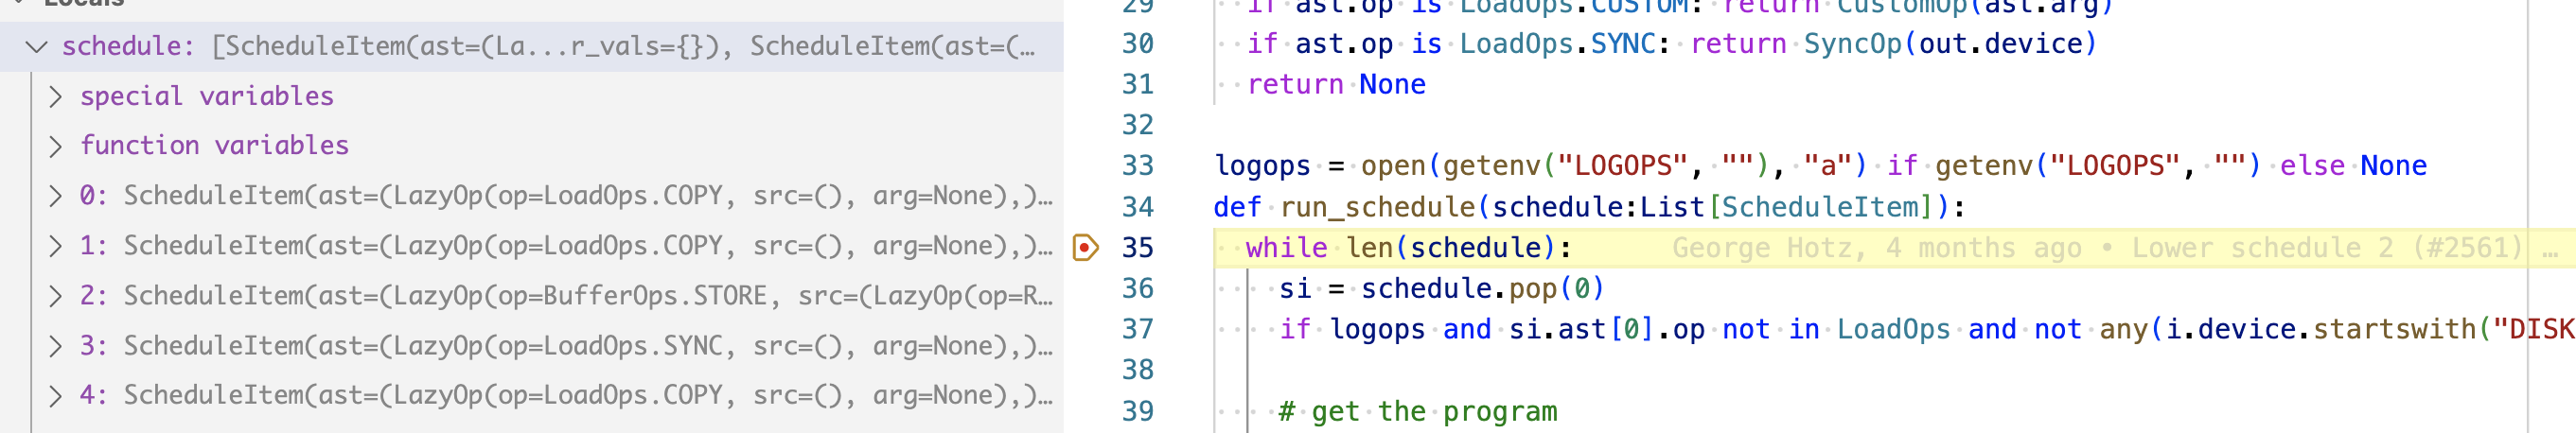 Locals
schedule: [ScheduleItem(ast=(La...r_vals={}), ScheduleItem(ast=(…
special variables
function variables
0: ScheduleItem(ast=(LazyOp(op=LoadOps.COPY, src=(), arg=None),)…
1: ScheduleItem(ast=(LazyOp(op=LoadOps.COPY, src=(), arg=None),)…
2: ScheduleItem(ast=(LazyOp(op=BufferOps.STORE, src=(LazyOp(op=R…
3: ScheduleItem(ast=(LazyOp(op=LoadOps.SYNC, src=(), arg=None),)…
4: ScheduleItem(ast=(LazyOp(op=LoadOps.COPY, src=(), arg=None),)…
29 if ast.op is LoadOps.CUSTOM: return CustomOp(ast.arg)
30 if ast.op is LoadOps.SYNC: return SyncOp(out.device)
31 return None
32
33 logops = open(getenv("LOGOPS", ""), "a") if getenv("LOGOPS", "") else None
34 def run_schedule(schedule:List[ScheduleItem]):
35 while len(schedule): George Hotz, 4 months ago • Lower schedule 2 (#2561) …
36 si = schedule.pop(0)
37 if logops and si.ast[0].op not in LoadOps and not any(i.device.startswith("DISK
38
39 # get the program